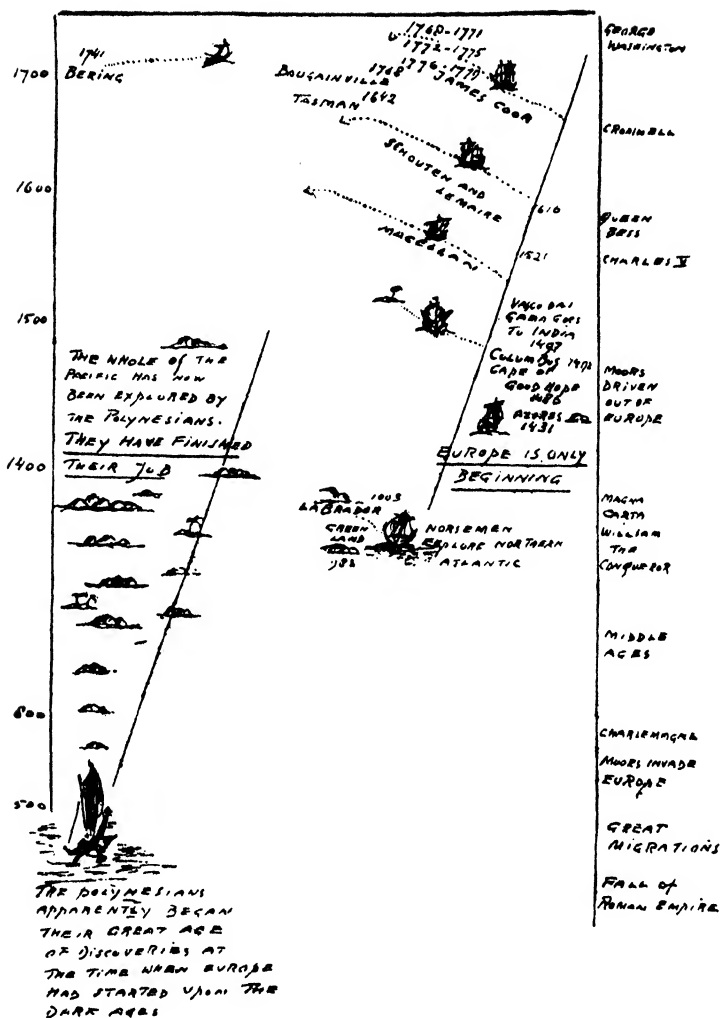 1741
BERING
1700
1600
1500
1400
800
500
1768-1771
1772-1775
1776-1779
JAMES COOK
1768
BOUGAINVILLE
TASMAN 1642
SCHOUTEN AND
LEMAIRE
1616
MAGELLAN
1521
VASCO DAI
GAMA GOES
TO INDIA
1497
COLUMBUS 1492
CAPE OF
GOOD HOPE
1486
AZORES
1431
EUROPE IS ONLY
BEGINNING
THE WHOLE OF THE
PACIFIC HAS NOW
BEEN EXPLORED BY
THE POLYNESIANS.
THEY HAVE FINISHED
THEIR JOB
1003
LABRADOR
GREEN
LAND
NORSEMEN
EXPLORE NORTHERN
ATLANTIC
THE POLYNESIANS
APPARENTLY BEGAN
THEIR GREAT AGE
OF DISCOVERIES AT
THE TIME WHEN EUROPE
HAD STARTED UPON THE
DARK AGES
GEORGE
WASHINGTON
CROMWELL
QUEEN
BESS
CHARLES V
MOORS
DRIVEN
OUT OF
EUROPE
MAGNA
CARTA
WILLIAM
THE
CONQUEROR
MIDDLE
AGES
CHARLEMAGNE
MOORS INVADE
EUROPE
GREAT
MIGRATIONS
FALL OF
ROMAN EMPIRE